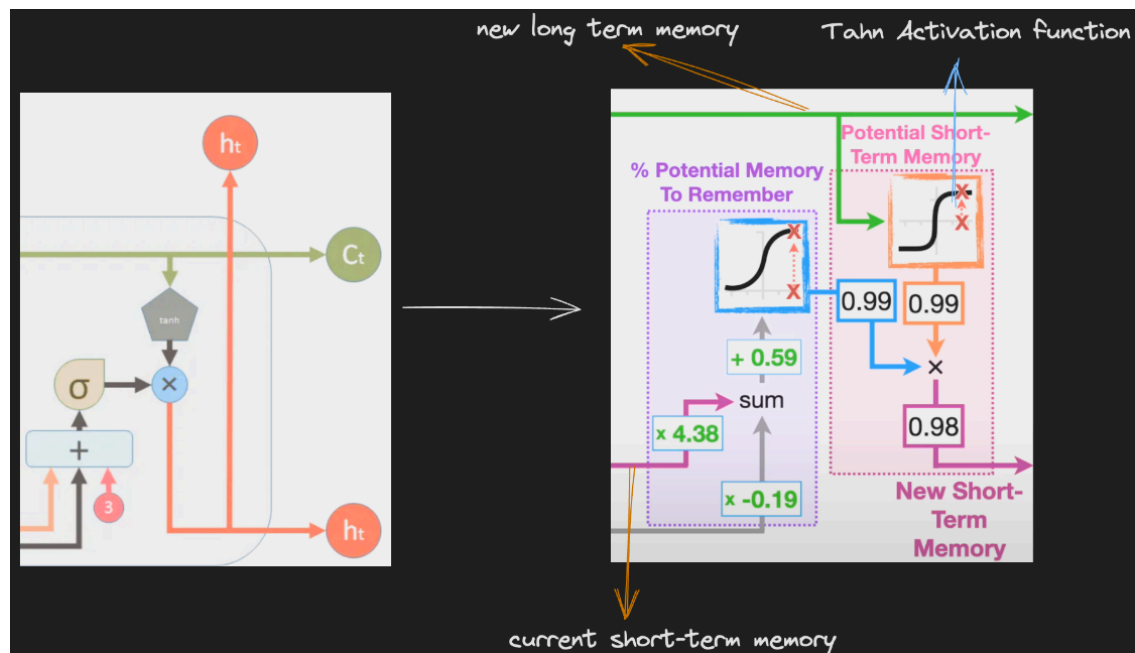 new long term memory
Tahn Activation function
hₜ
Cₜ
tanh
σ
×
+
3
hₜ
Potential Short-
Term Memory
% Potential Memory
To Remember
0.99
0.99
+ 0.59
×
sum
x 4.38
0.98
x -0.19
New Short-
Term
Memory
current short-term memory